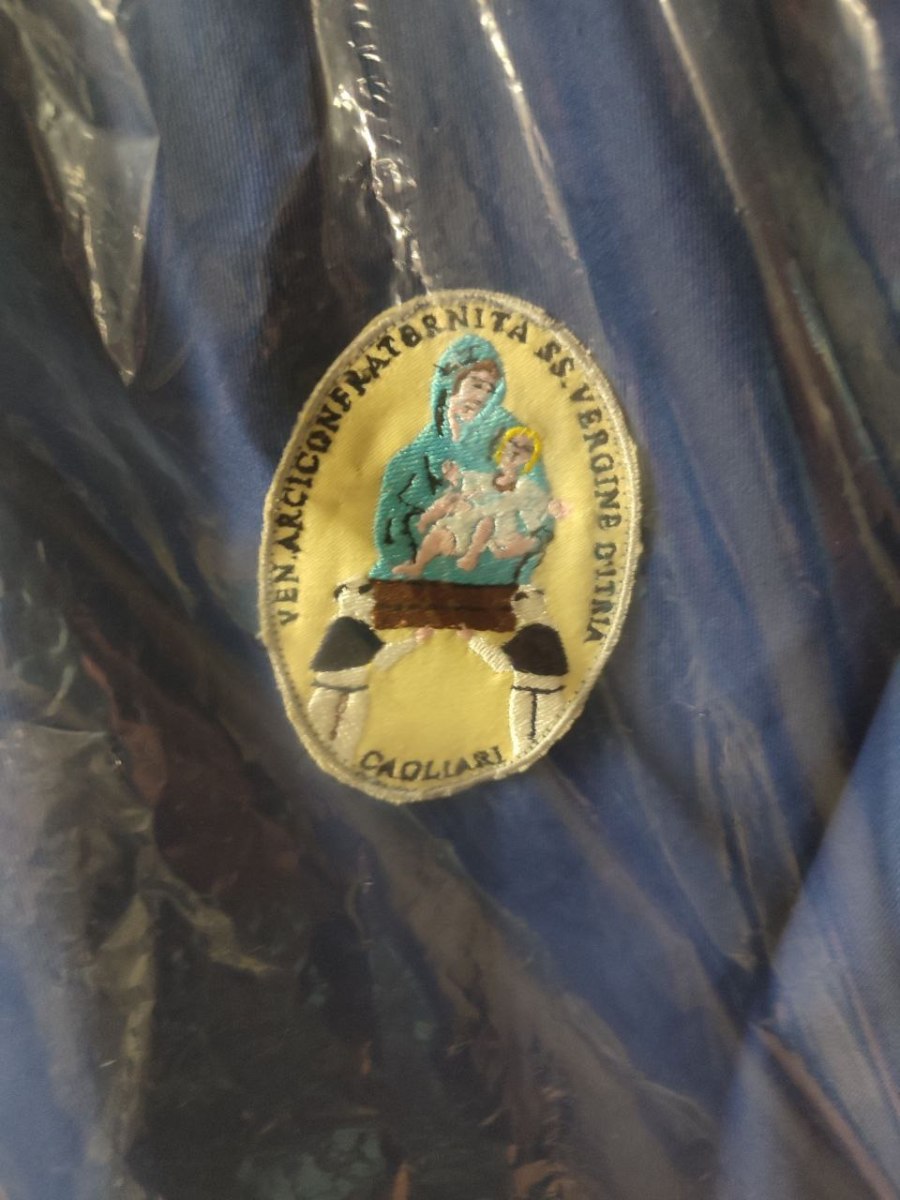 VEN. ARCICONFRATERNITA SS. VERGINE D'ITRIA
CAGLIARI